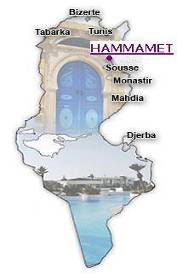 Bizerte
Tabarka Tunis
HAMMAMET
Sousse
Monastir
Mahdia
Djerba